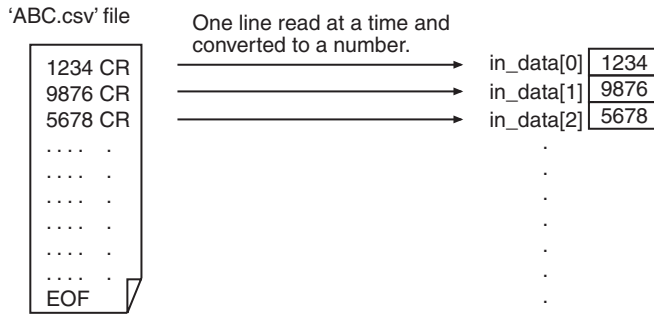 ‘ABC.csv’ file
One line read at a time and
converted to a number.
1234 CR
9876 CR
5678 CR
. . . . .
. . . . .
. . . . .
. . . . .
. . . . .
. . . . .
EOF
in_data[0] 1234
in_data[1] 9876
in_data[2] 5678
.
.
.
.
.
.
.